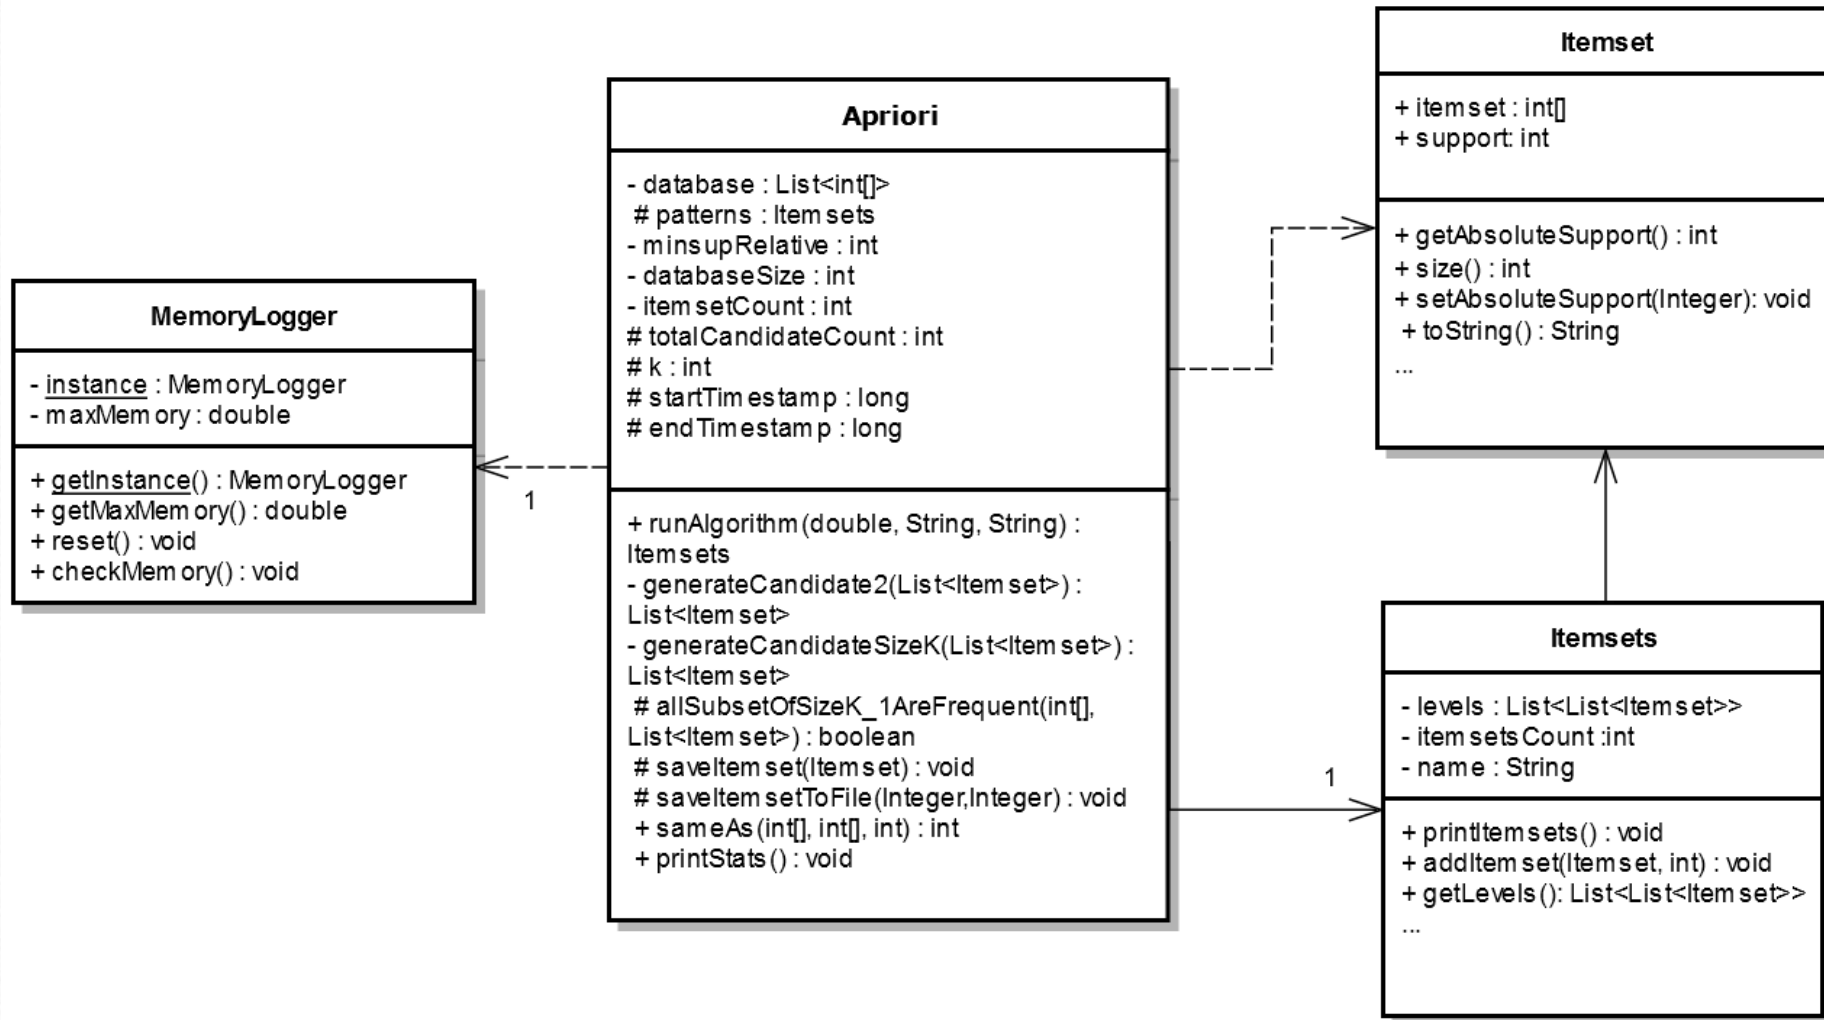 MemoryLogger
- instance : MemoryLogger
- maxMemory : double
+ getInstance() : MemoryLogger
+ getMaxMemory() : double
+ reset() : void
+ checkMemory() : void
1
Apriori
- database : List<int[]>
# patterns : Itemsets
- minsupRelative : int
- databaseSize : int
- itemsetCount : int
# totalCandidateCount : int
# k : int
# startTimestamp : long
# endTimestamp : long
+ runAlgorithm(double, String, String) :
Itemsets
- generateCandidate2(List<Itemset>) :
List<Itemset>
- generateCandidateSizeK(List<Itemset>) :
List<Itemset>
# allSubsetOfSizeK_1AreFrequent(int[],
List<Itemset>) : boolean
# saveItemset(Itemset) : void
# saveItemsetToFile(Integer,Integer) : void
+ sameAs(int[], int[], int) : int
+ printStats() : void
Itemset
+ itemset : int[]
+ support: int
+ getAbsoluteSupport() : int
+ size() : int
+ setAbsoluteSupport(Integer): void
+ toString() : String
...
1
Itemsets
- levels : List<List<Itemset>>
- itemsetsCount :int
- name : String
+ printItemsets() : void
+ addItemset(Itemset, int) : void
+ getLevels(): List<List<Itemset>>
...